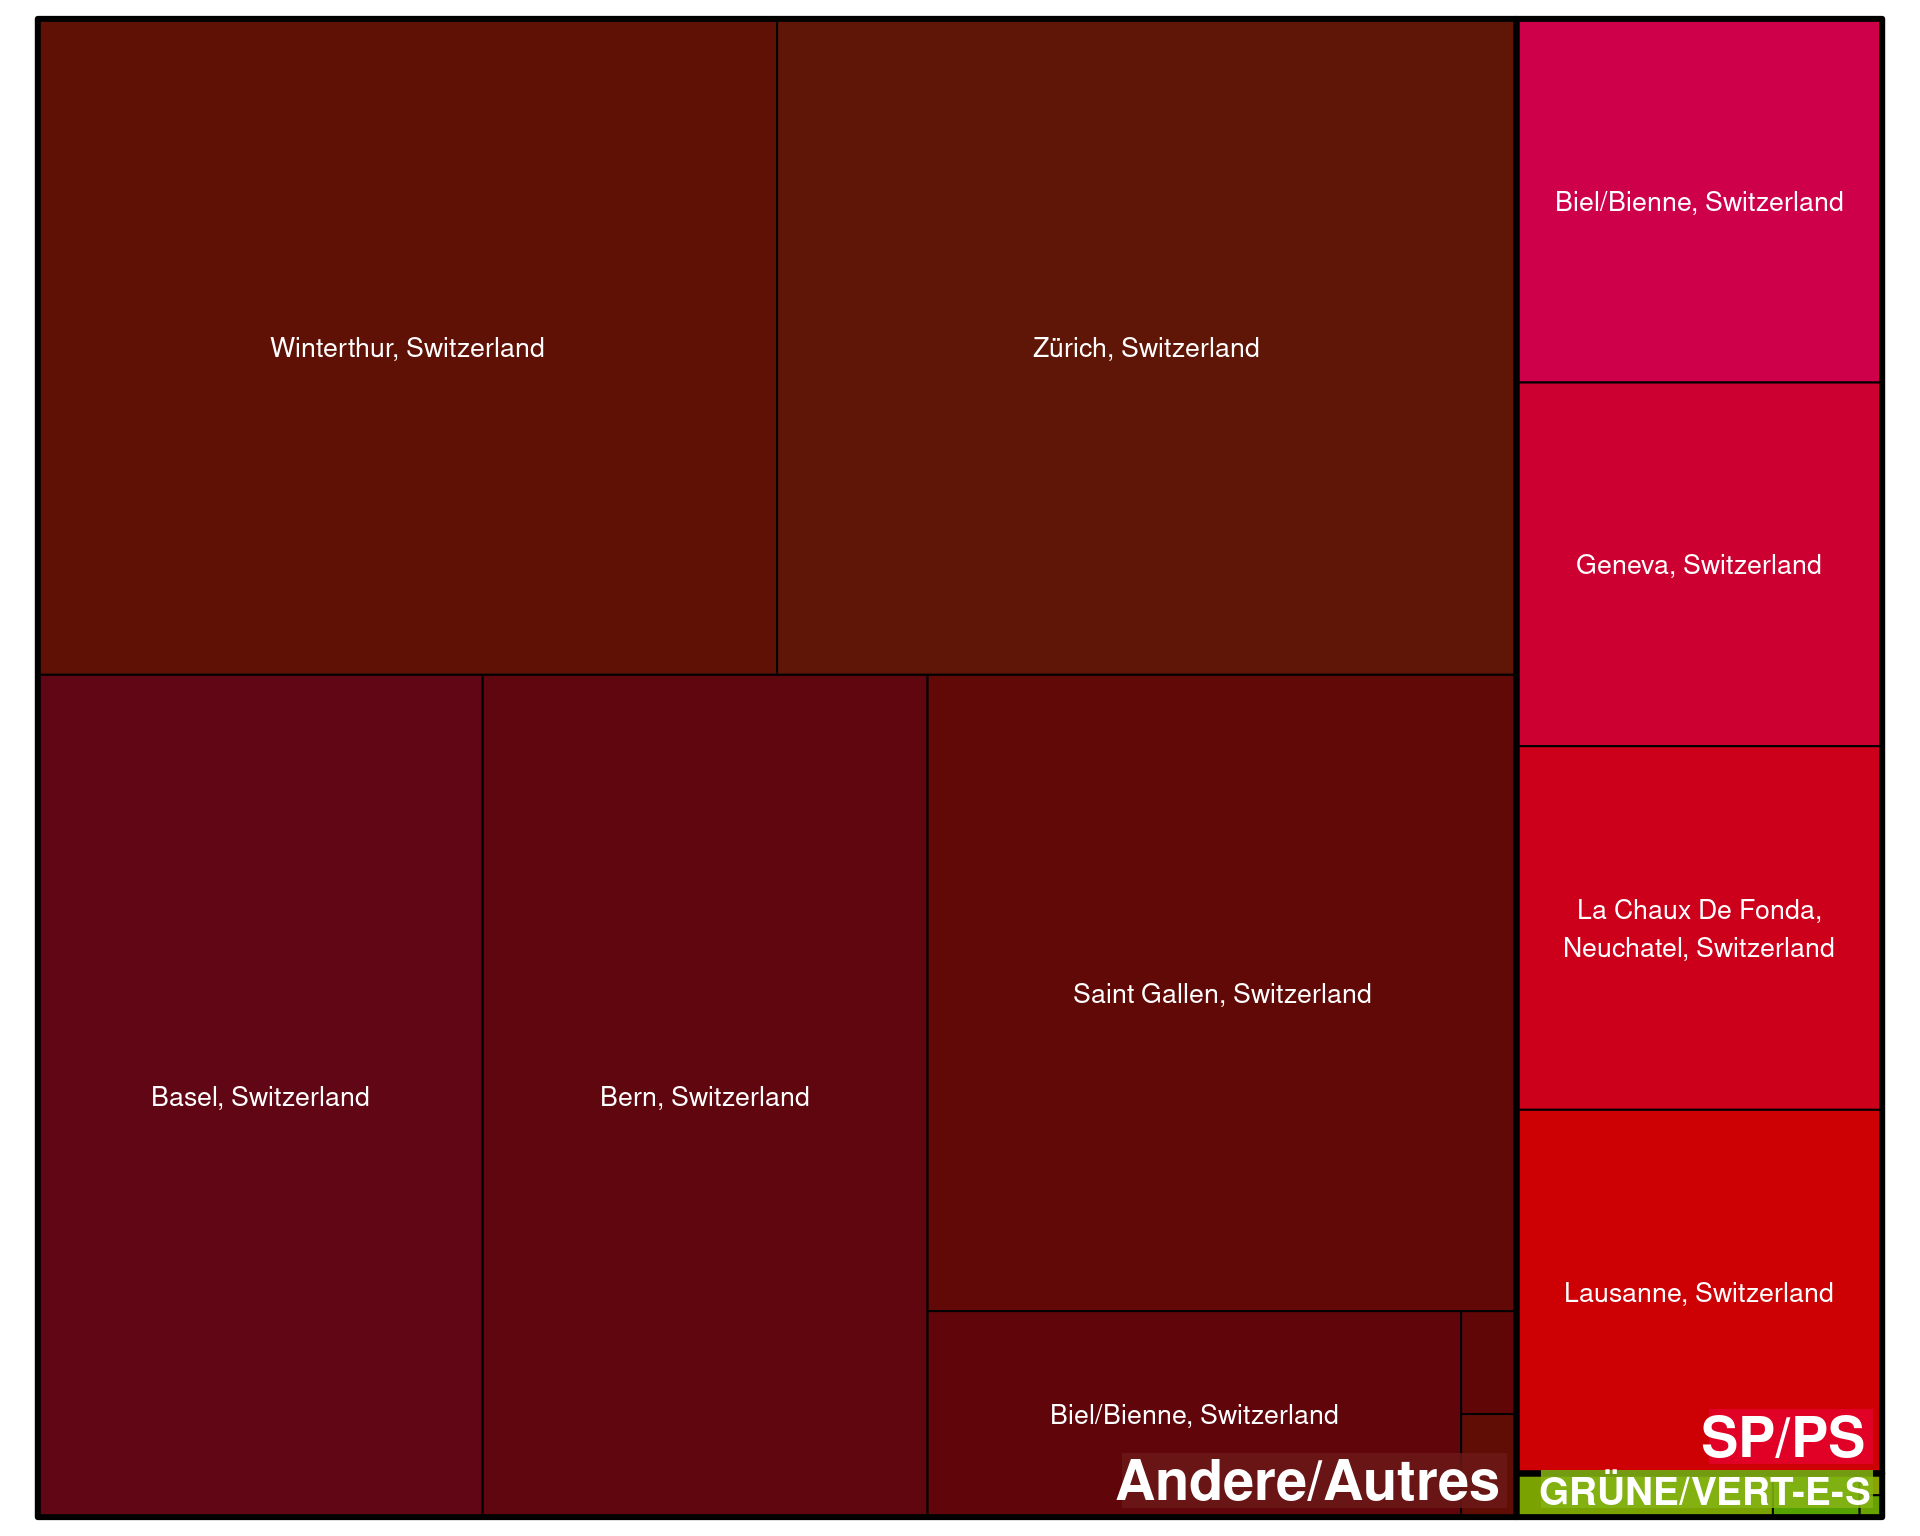 Winterthur, Switzerland
Zürich, Switzerland
Biel/Bienne, Switzerland
Geneva, Switzerland
La Chaux De Fonda,
Neuchatel, Switzerland
Saint Gallen, Switzerland
Basel, Switzerland
Bern, Switzerland
Lausanne, Switzerland
Biel/Bienne, Switzerland
SP/PS
Andere/Autres
GRÜNE/VERT-E-S